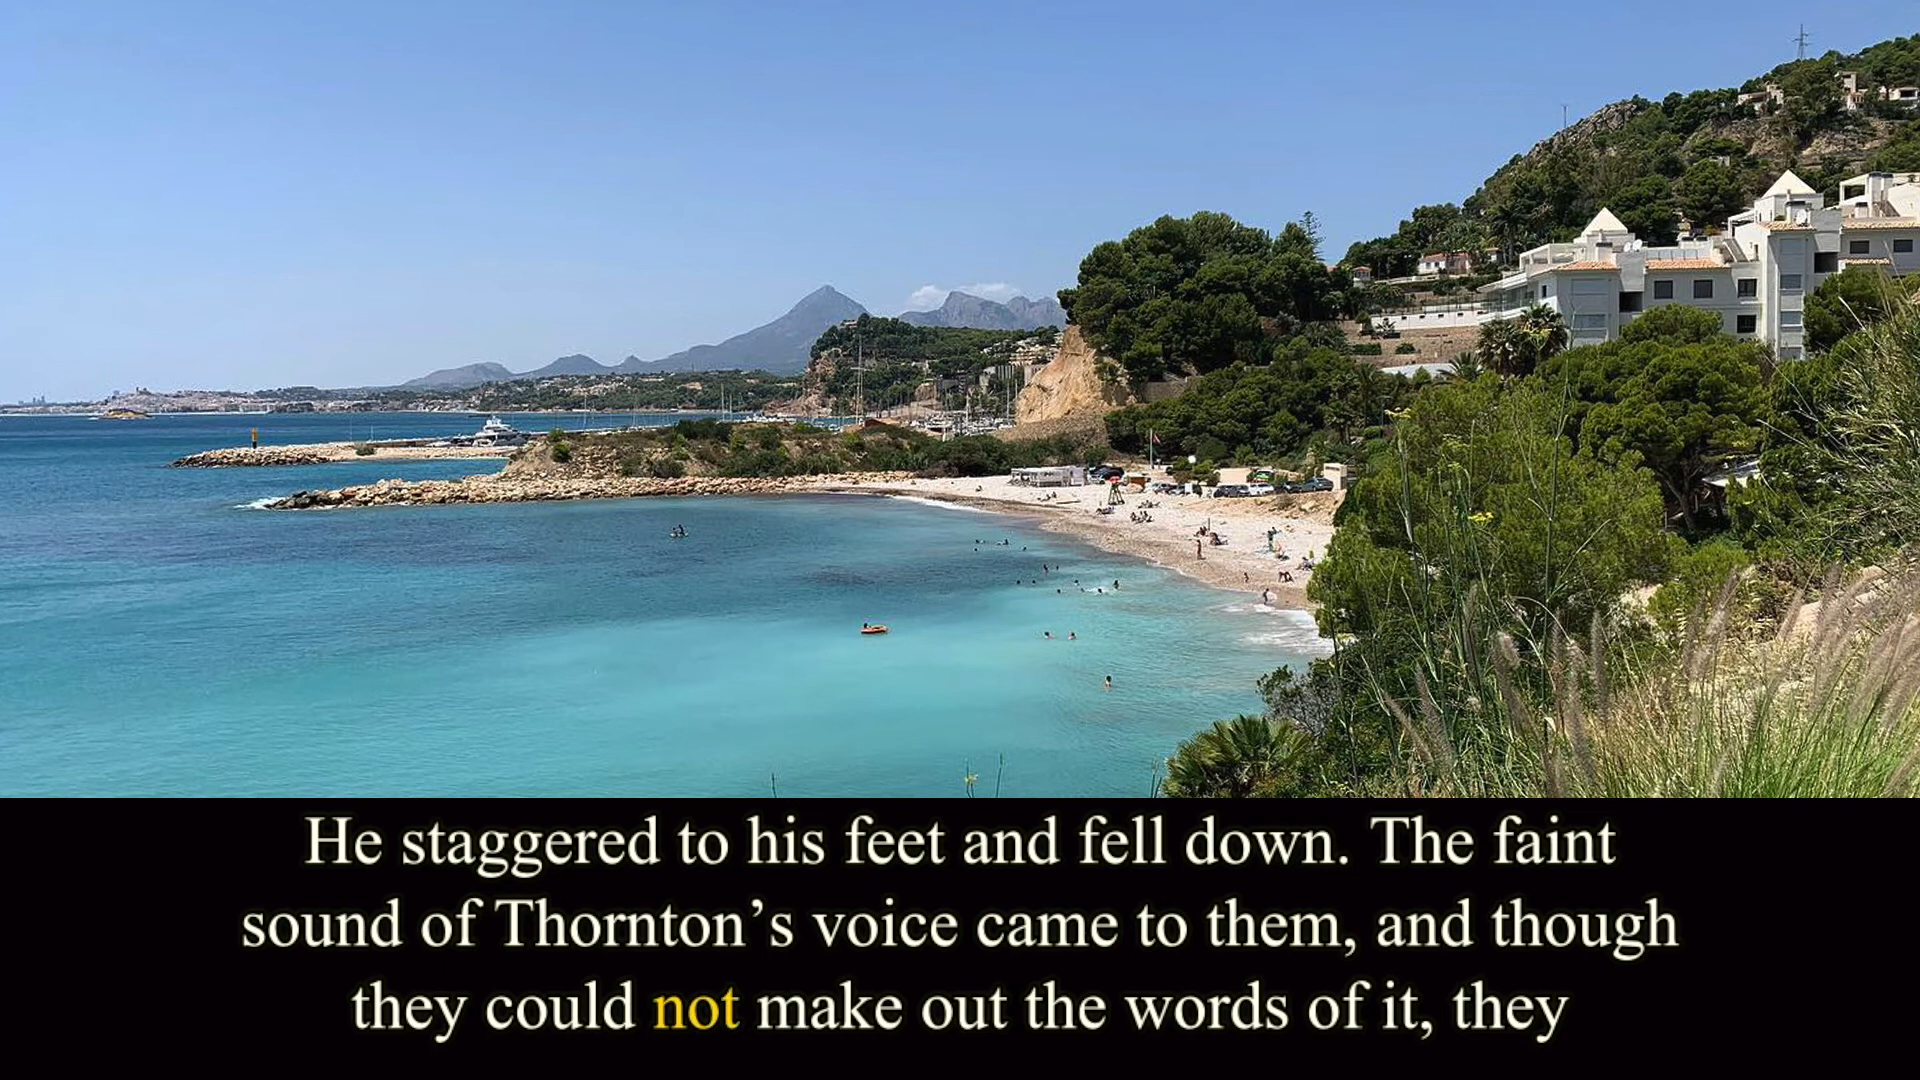 He staggered to his feet and fell down. The faint
sound of Thornton’s voice came to them, and though
they could not make out the words of it, they